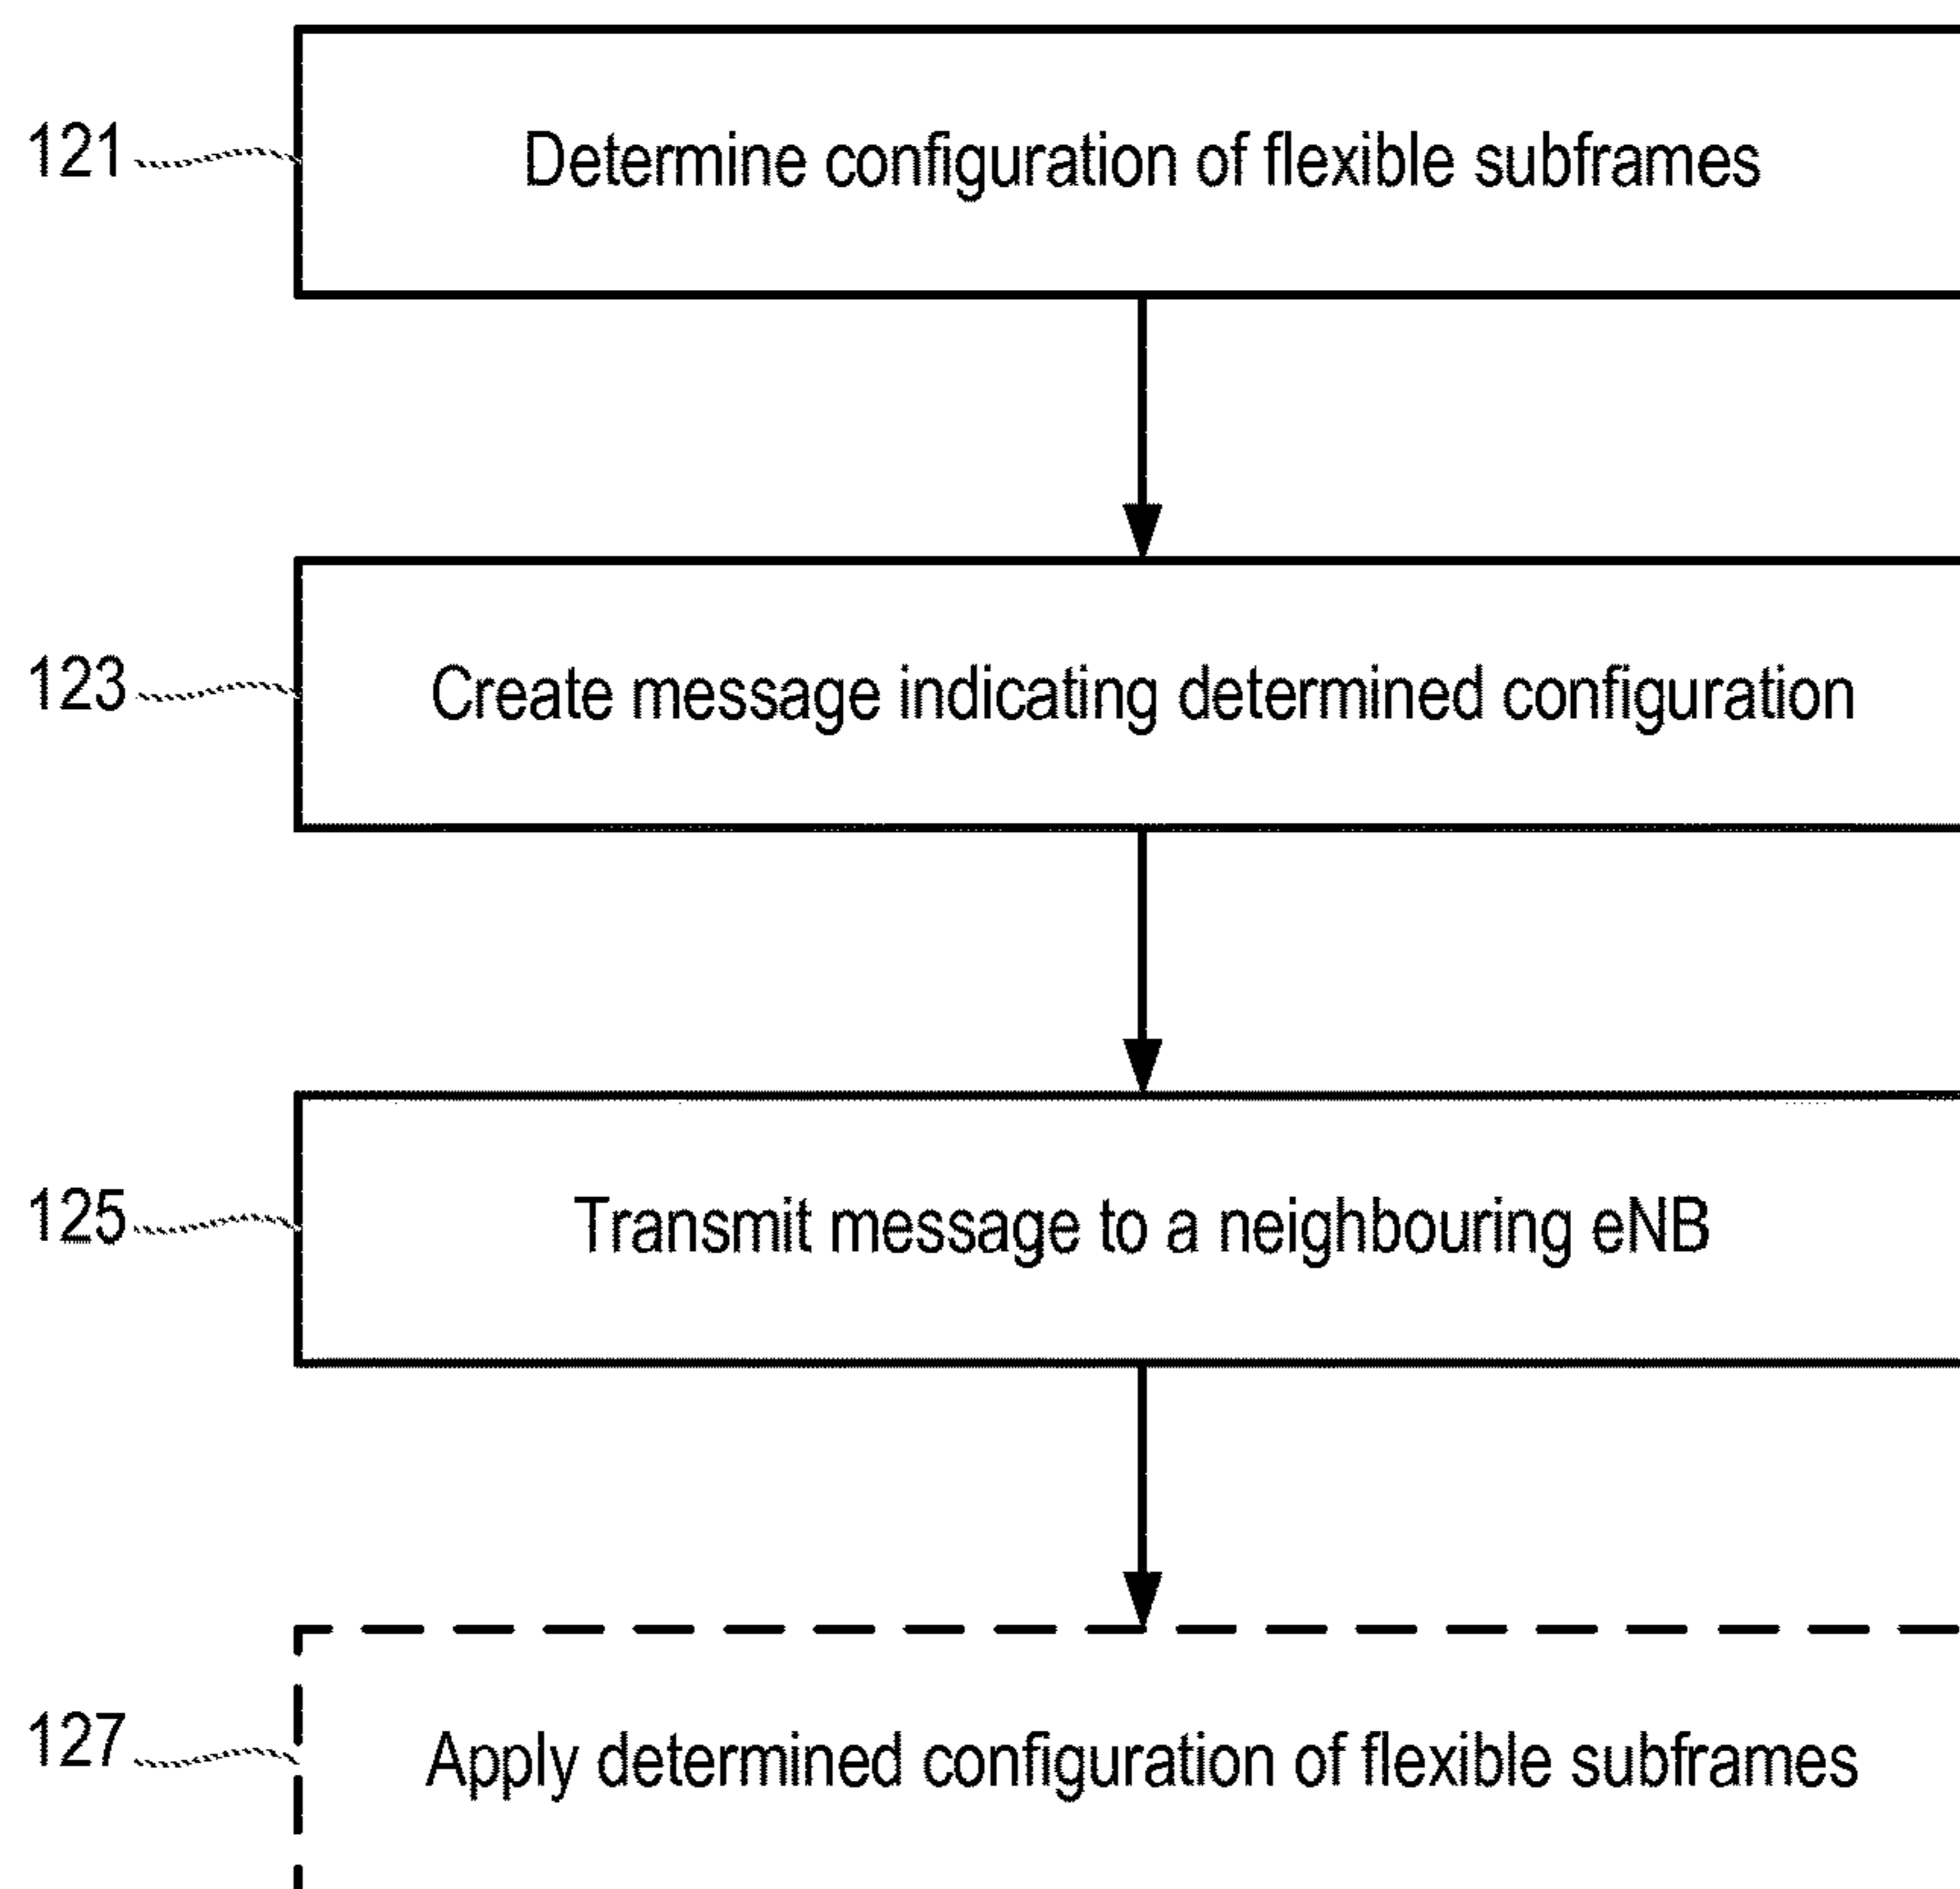 121 Determine configuration of flexible subframes
123 Create message indicating determined configuration
125 Transmit message to a neighbouring eNB
127 Apply determined configuration of flexible subframes